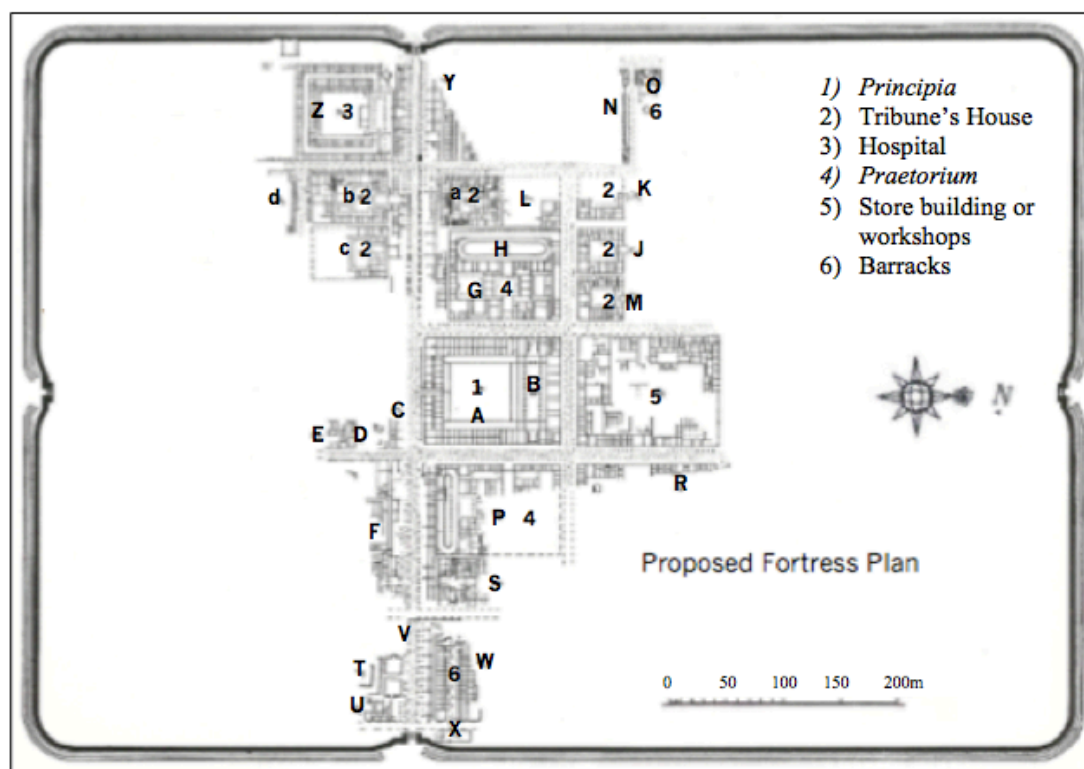 Y
O
N
6
Z 3
1) Principia
2) Tribune's House
3) Hospital
4) Praetorium
5) Store building or
workshops
6) Barracks
d
b 2
a 2
L
2
K
c 2
H
2
J
G 4
2
M
1
A
B
5
N
C
E D
R
F
P 4
Proposed Fortress Plan
S
V
T
U
6
W
X
0 50 100 150 200m